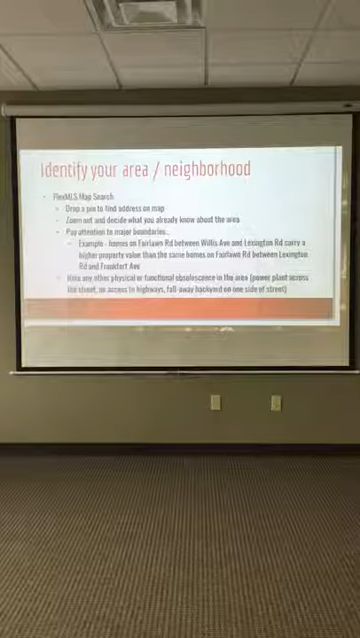 Identify your area / neighborhood
FlexMLS Map Search
Drop a pin to find address on map
Zoom out and decide what you already know about the area
Pay attention to major boundaries...
Example - homes on Fairlawn Rd between Willis Ave and Lexington Rd carry a
higher property value than the same homes on Fairlawn Rd between Lexington
Rd and Frankfort Ave
any other physical or functional obsolescence in the area (power plant across
the street, no access to highways, fall-away backyard on one side of street)